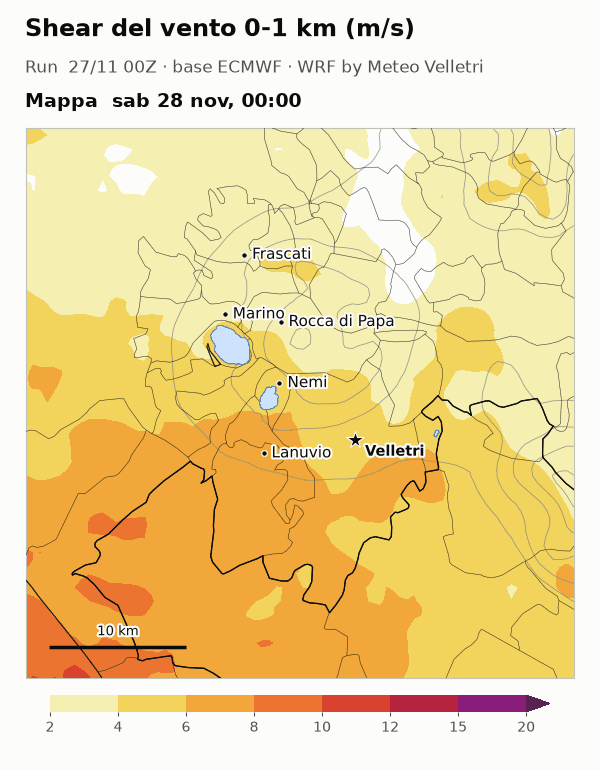 Shear del vento 0-1 km (m/s)
Run  27/11 00Z · base ECMWF · WRF by Meteo Velletri
Mappa  sab 28 nov, 00:00
Frascati
Marino
Rocca di Papa
Nemi
Velletri
Lanuvio
10 km
2 4 6 8 10 12 15 20